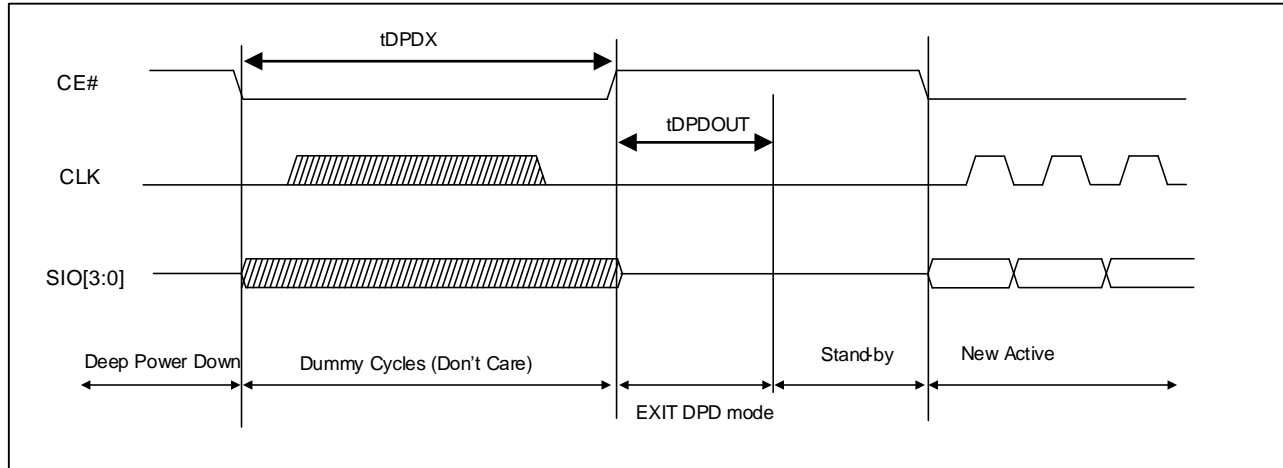 tDPDX
CE#
tDPDOUT
CLK
SIO[3:0]
Deep Power Down
Dummy Cycles (Don't Care)
Stand-by
New Active
EXIT DPD mode